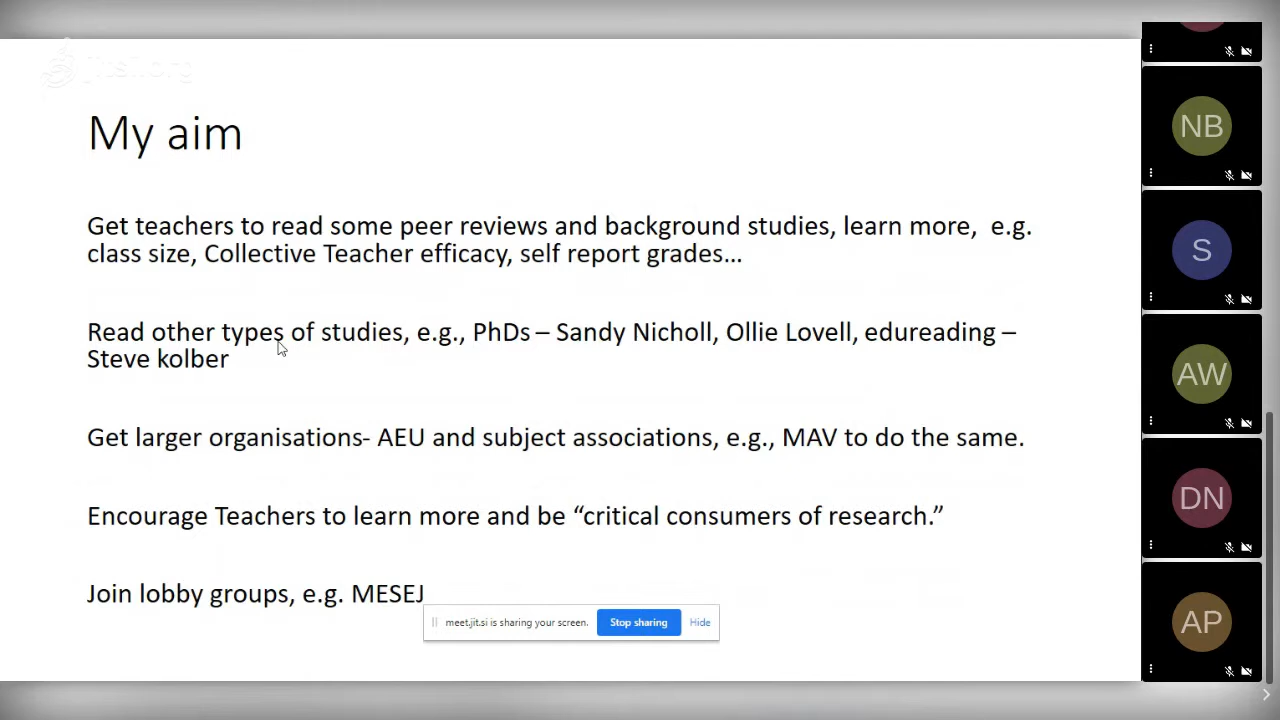 jitsi.org
My aim
Get teachers to read some peer reviews and background studies, learn more,  e.g.
class size, Collective Teacher efficacy, self report grades…
Read other types of studies, e.g., PhDs – Sandy Nicholl, Ollie Lovell, edureading –
Steve kolber
Get larger organisations- AEU and subject associations, e.g., MAV to do the same.
Encourage Teachers to learn more and be “critical consumers of research.”
Join lobby groups, e.g. MESEJ
meet.jit.si is sharing your screen.
Stop sharing
Hide
NB
S
AW
DN
AP